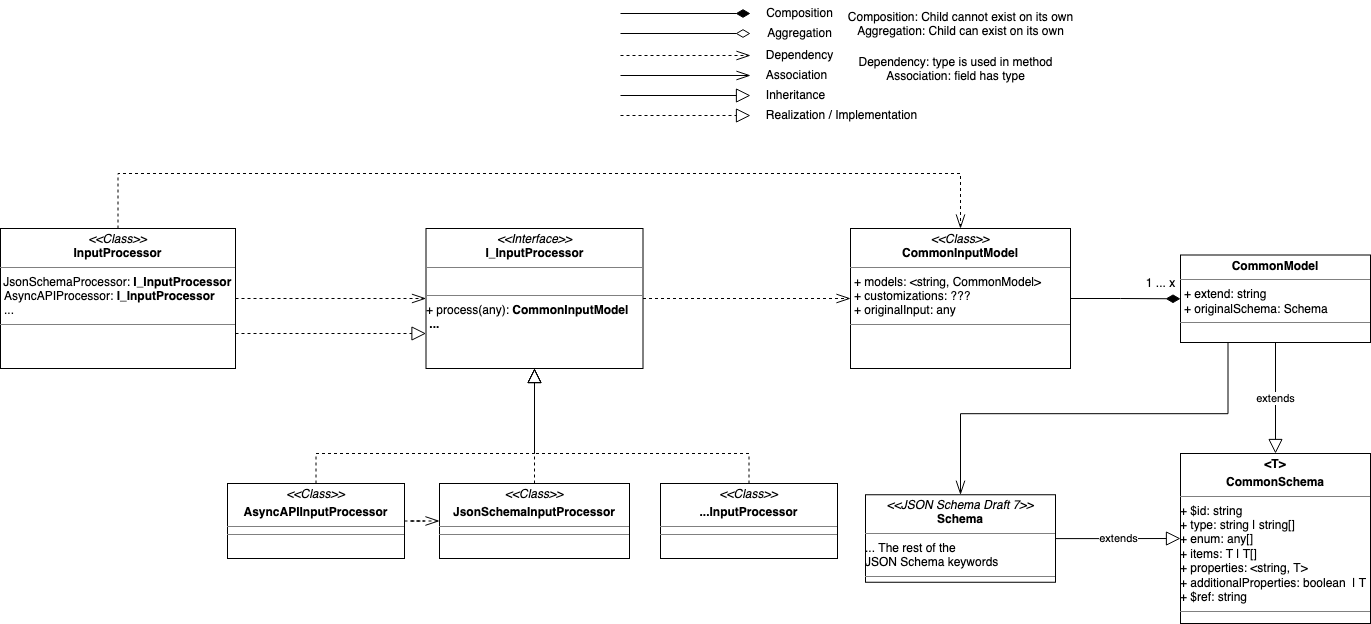 Composition
Composition: Child cannot exist on its own
Aggregation
Aggregation: Child can exist on its own
Dependency
Dependency: type is used in method
Association
Association: field has type
Inheritance
Realization / Implementation
<<Class>>
InputProcessor
JsonSchemaProcessor: I_InputProcessor
AsyncAPIProcessor: I_InputProcessor
...
<<Interface>>
I_InputProcessor
+ process(any): CommonInputModel
...
<<Class>>
CommonInputModel
+ models: <string, CommonModel>
+ customizations: ???
+ originalInput: any
1 ... x
CommonModel
+ extend: string
+ originalSchema: Schema
extends
<<Class>>
AsyncAPIInputProcessor
<<Class>>
JsonSchemaInputProcessor
<<Class>>
...InputProcessor
<<JSON Schema Draft 7>>
Schema
... The rest of the
JSON Schema keywords
extends
<T>
CommonSchema
+ $id: string
+ type: string | string[]
+ enum: any[]
+ items: T | T[]
+ properties: <string, T>
+ additionalProperties: boolean | T
+ $ref: string